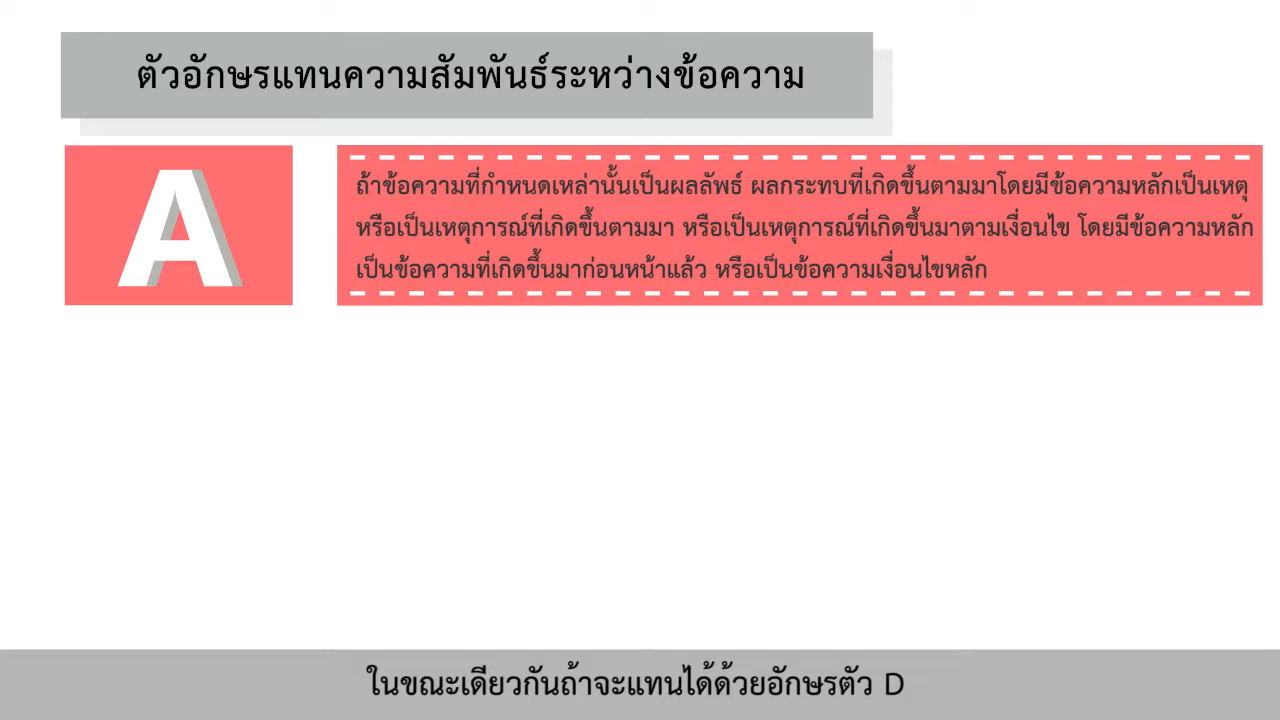 ตัวอักษรแทนความสัมพันธ์ระหว่างข้อความ
A
ถ้าข้อความที่กำหนดเหล่านั้นเป็นผลลัพธ์ ผลกระทบที่เกิดขึ้นตามมาโดยมีข้อความหลักเป็นเหตุ
หรือเป็นเหตุการณ์ที่เกิดขึ้นตามมา หรือเป็นเหตุการณ์ที่เกิดขึ้นมาตามเงื่อนไข โดยมีข้อความหลัก
เป็นข้อความที่เกิดขึ้นมาก่อนหน้าแล้ว หรือเป็นข้อความเงื่อนไขหลัก
ในขณะเดียวกันถ้าจะแทนได้ด้วยอักษรตัว D